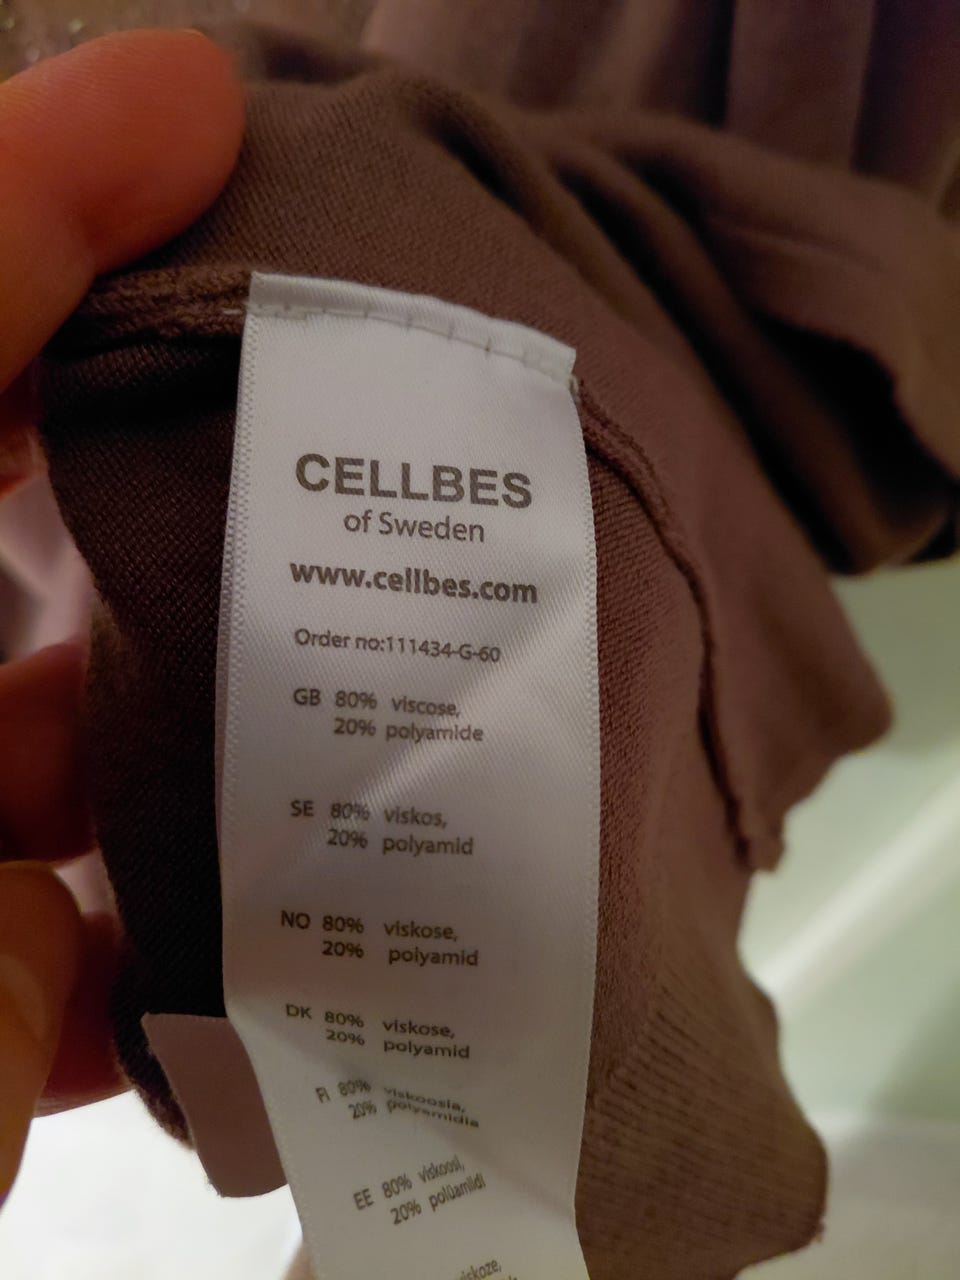 CELLBES
of Sweden
www.cellbes.com
Order no:111434-G-60
GB 80% viscose,
20% polyamide
SE 80% viskos,
20% polyamid
NO 80% viskose,
20% polyamid
DK 80% viskose,
20% polyamid
FI 80% viskoosia,
20% polyamidia
EE 80% viskoosi,
20% polüamiidi